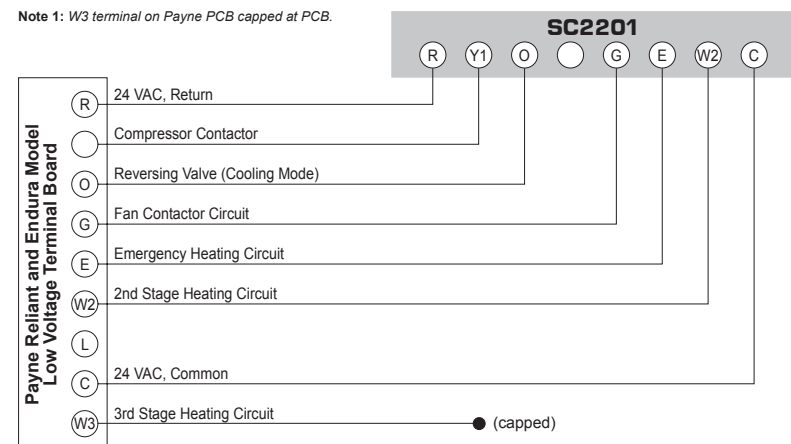 Note 1: W3 terminal on Payne PCB capped at PCB.
SC2201
R Y1 O G E W2 C
Payne Reliant and Endura Model
Low Voltage Terminal Board
R 24 VAC, Return
Compressor Contactor
O Reversing Valve (Cooling Mode)
G Fan Contactor Circuit
E Emergency Heating Circuit
W2 2nd Stage Heating Circuit
L
C 24 VAC, Common
W3 3rd Stage Heating Circuit (capped)